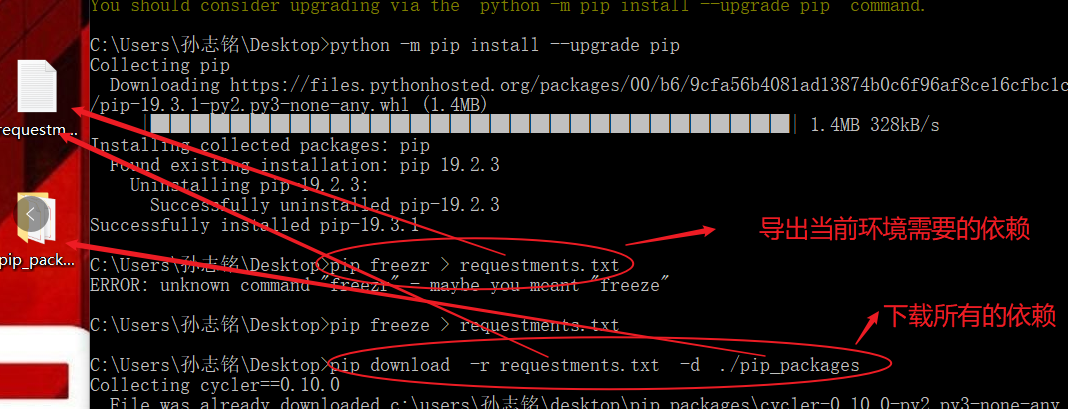 You should consider upgrading via the 'python -m pip install --upgrade pip' command.
C:\Users\孙志铭\Desktop>python -m pip install --upgrade pip
Collecting pip
Downloading https://files.pythonhosted.org/packages/00/b6/9cfa56b4081ad13874b0c6f96af8ce16cfbc1c
/pip-19.3.1-py2.py3-none-any.whl (1.4MB)
1.4MB 328kB/s
Installing collected packages: pip
Found existing installation: pip 19.2.3
Uninstalling pip-19.2.3:
Successfully uninstalled pip-19.2.3
Successfully installed pip-19.3.1
导出当前环境需要的依赖
C:\Users\孙志铭\Desktop>pip freezr > requestments.txt
ERROR: unknown command "freezr" - maybe you meant "freeze"
下载所有的依赖
C:\Users\孙志铭\Desktop>pip freeze > requestments.txt
C:\Users\孙志铭\Desktop>pip download -r requestments.txt -d ./pip_packages
Collecting cycler==0.10.0
File was already downloaded c:\users\孙志铭\desktop\pip_packages\cycler-0.10.0-py2.py3-none-any.
requestm...
pip_pack...